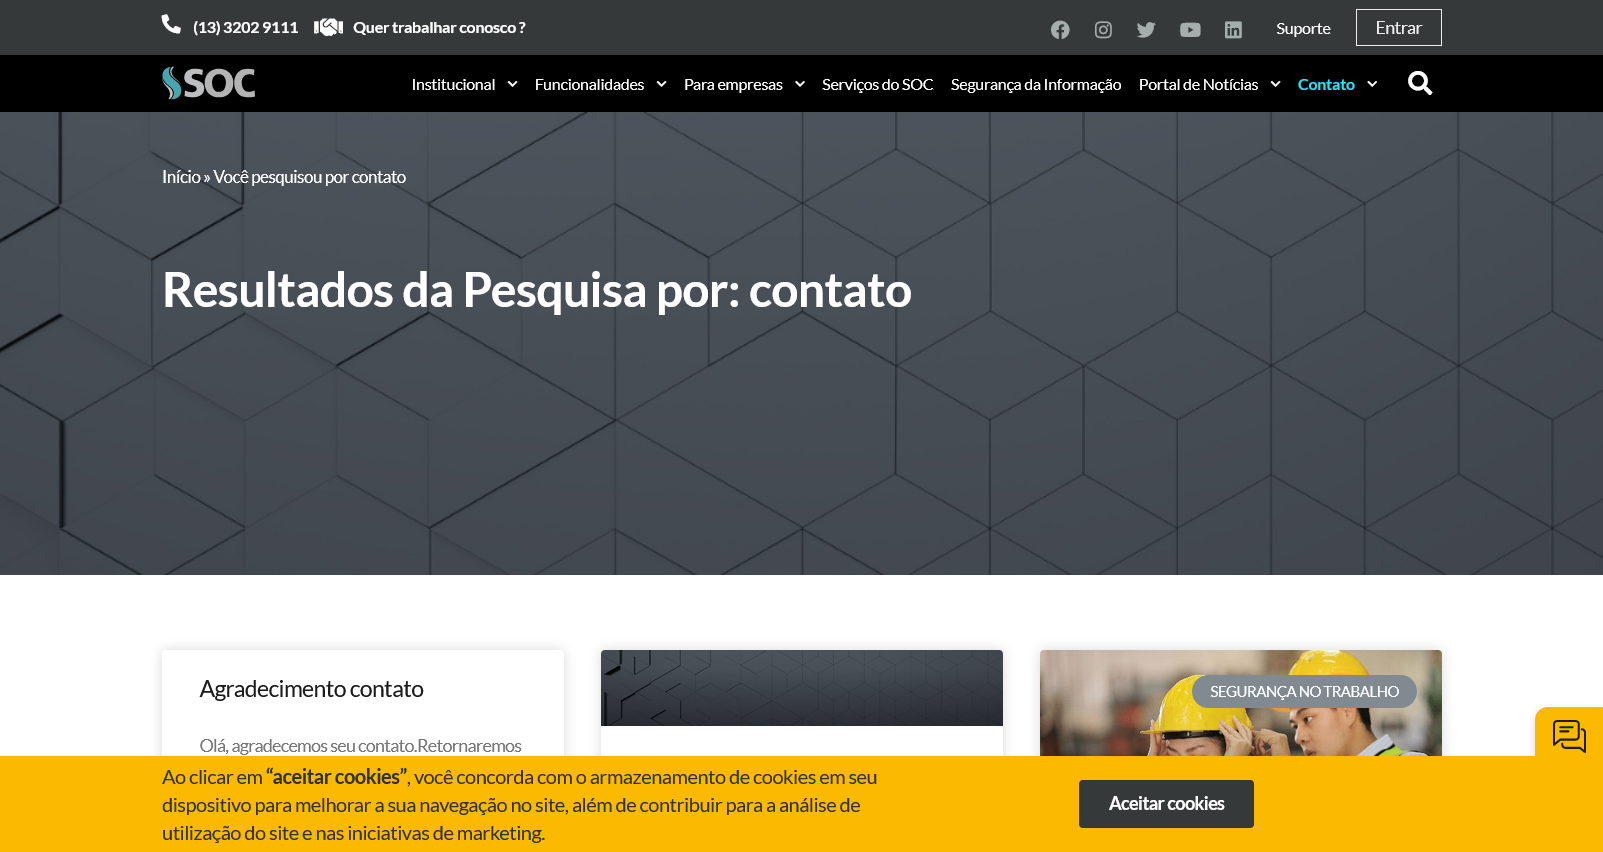 (13) 3202 9111
Quer trabalhar conosco ?
Suporte
Entrar
SOC
Institucional
Funcionalidades
Para empresas
Serviços do SOC
Segurança da Informação
Portal de Notícias
Contato
Início » Você pesquisou por contato
Resultados da Pesquisa por: contato
Agradecimento contato
Olá, agradecemos seu contato.Retornaremos
SEGURANÇA NO TRABALHO
Ao clicar em “aceitar cookies”, você concorda com o armazenamento de cookies em seu
dispositivo para melhorar a sua navegação no site, além de contribuir para a análise de
utilização do site e nas iniciativas de marketing.
Aceitar cookies